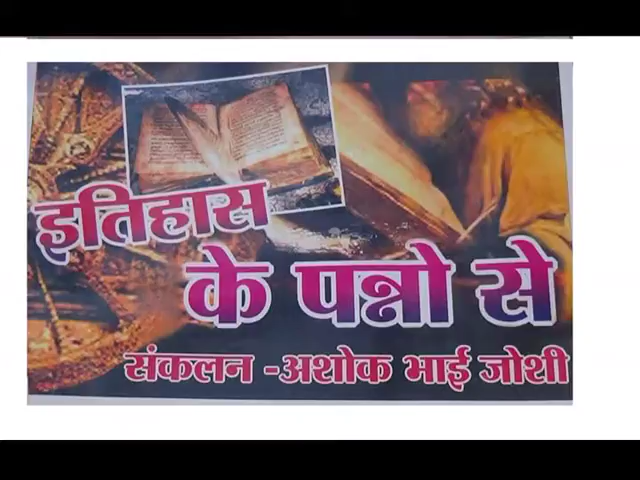 इतिहास
के पन्नो से
संकलन -अशोक भाई जोशी